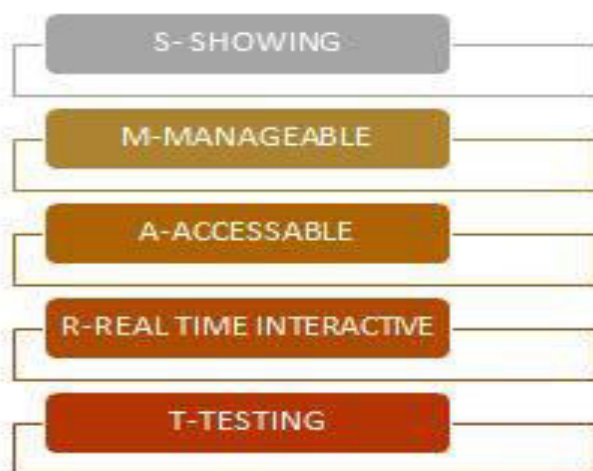 S- SHOWING
M-MANAGEABLE
A-ACCESSABLE
R-REAL TIME INTERACTIVE
T-TESTING